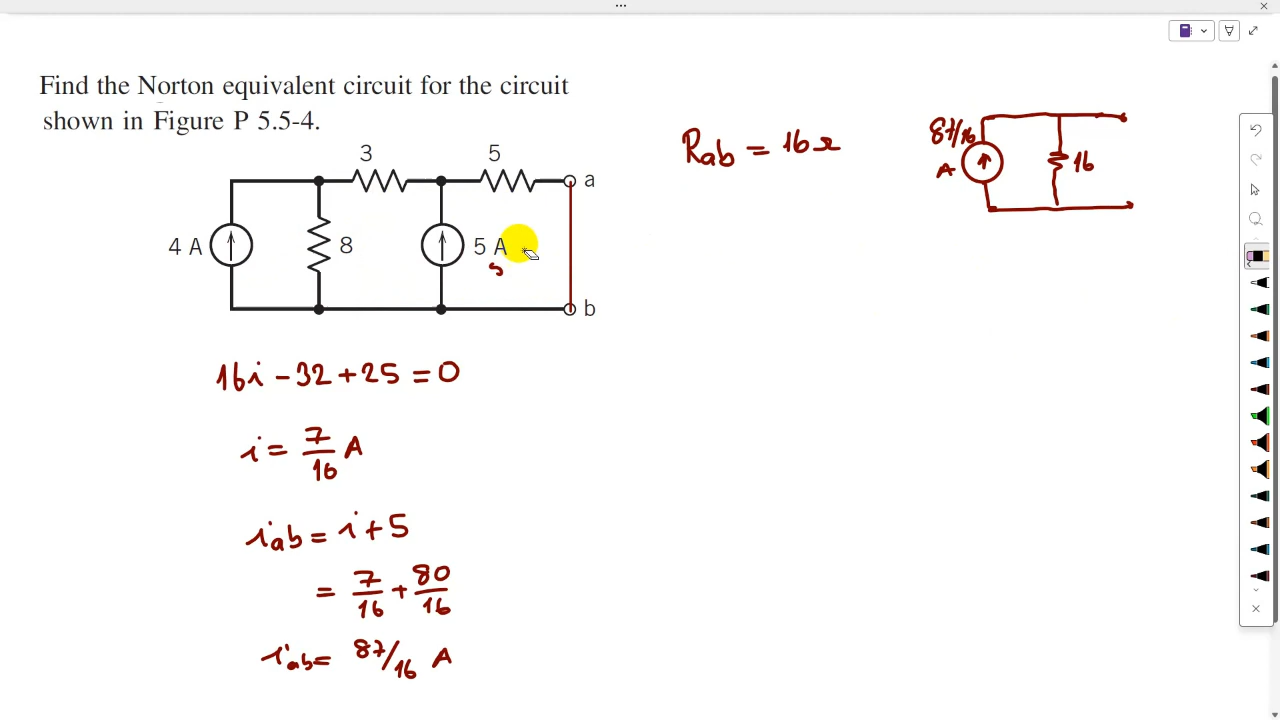 Find the Norton equivalent circuit for the circuit
shown in Figure P 5.5-4.
3
5
a
4 A
8
5 A
5
b
16i - 32 + 25 = 0
i = 7/16 A
iab = i + 5
= 7/16 + 80/16
iab = 87/16 A
Rab = 16 Ω
87/16
A
16